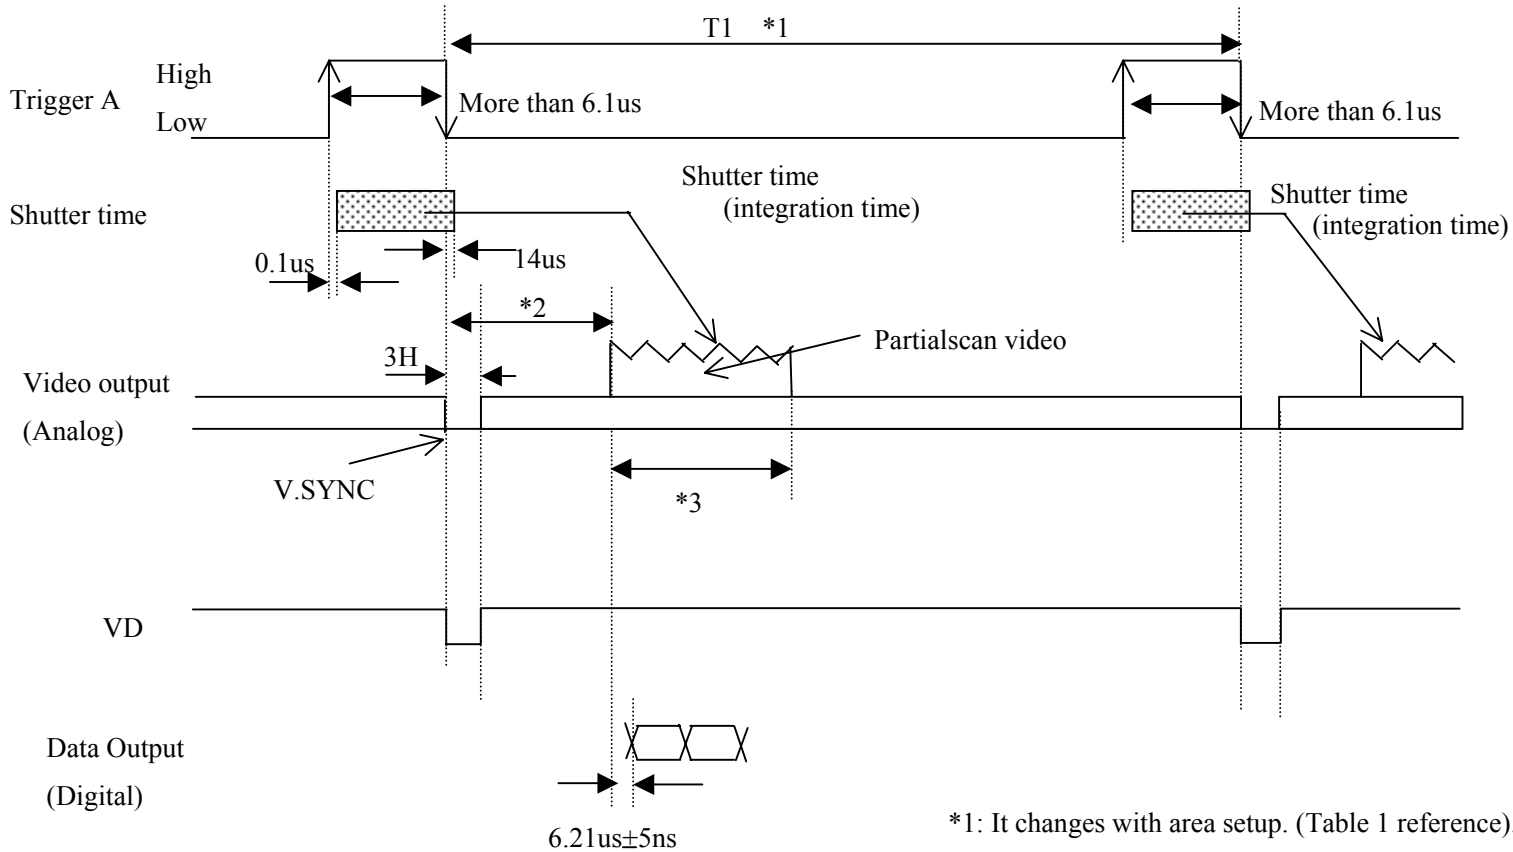 T1 *1
High
Trigger A
Low
More than 6.1us
More than 6.1us
Shutter time
Shutter time
(integration time)
Shutter time
(integration time)
0.1us
14us
*2
3H
Partialscan video
Video output
(Analog)
V.SYNC
*3
VD
Data Output
(Digital)
6.21us±5ns
*1: It changes with area setup. (Table 1 reference).